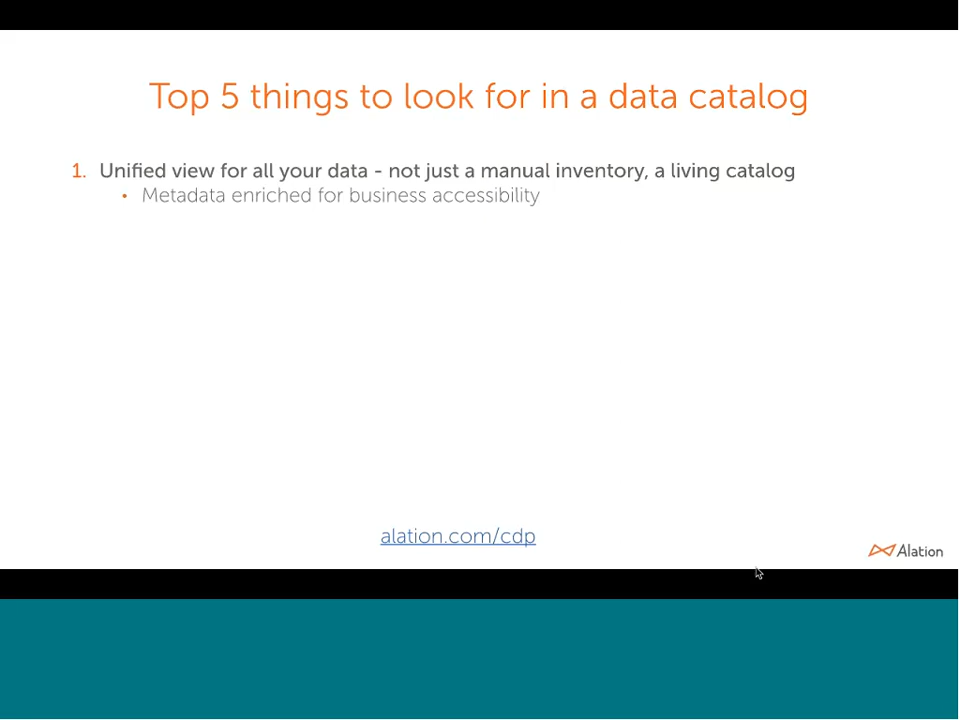 Top 5 things to look for in a data catalog
1. Unified view for all your data - not just a manual inventory, a living catalog
• Metadata enriched for business accessibility
alation.com/cdp
Alation